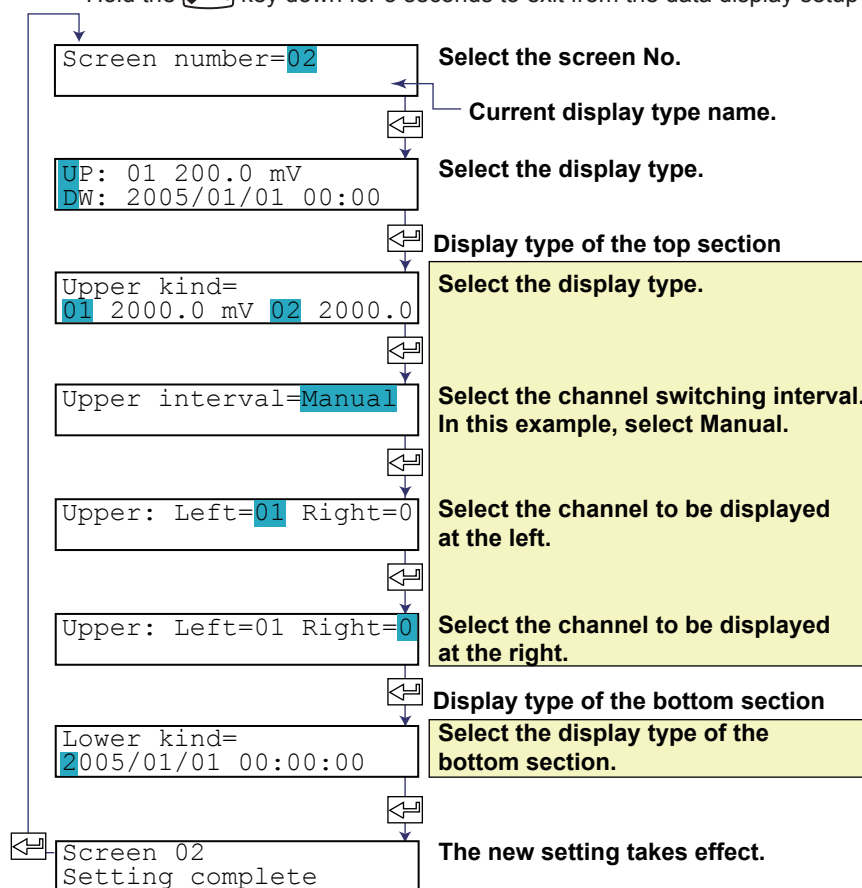 Hold the key down for 3 seconds to exit from the data display setup
Screen number=02
Select the screen No.
Current display type name.
UP: 01 200.0 mV
DW: 2005/01/01 00:00
Select the display type.
Display type of the top section
Upper kind=
01 2000.0 mV 02 2000.0
Select the display type.
Upper interval=Manual
Select the channel switching interval.
In this example, select Manual.
Upper: Left=01 Right=0
Select the channel to be displayed
at the left.
Upper: Left=01 Right=0
Select the channel to be displayed
at the right.
Display type of the bottom section
Lower kind=
2005/01/01 00:00:00
Select the display type of the
bottom section.
Screen 02
Setting complete
The new setting takes effect.